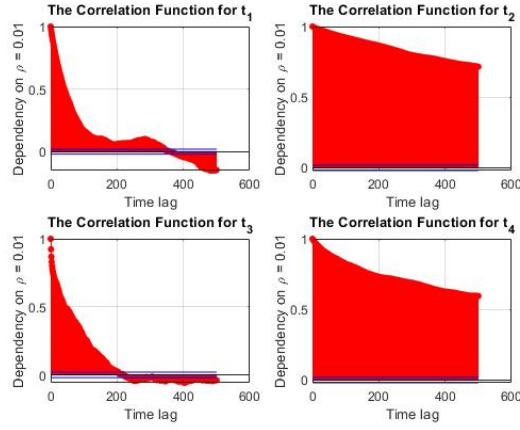 The Correlation Function for t1
Dependency on ρ = 0.01
1
0.5
0
0 200 400 600
Time lag
The Correlation Function for t2
Dependency on ρ = 0.01
1
0.5
0
0 200 400 600
Time lag
The Correlation Function for t3
Dependency on ρ = 0.01
1
0.5
0
0 200 400 600
Time lag
The Correlation Function for t4
Dependency on ρ = 0.01
1
0.5
0
0 200 400 600
Time lag